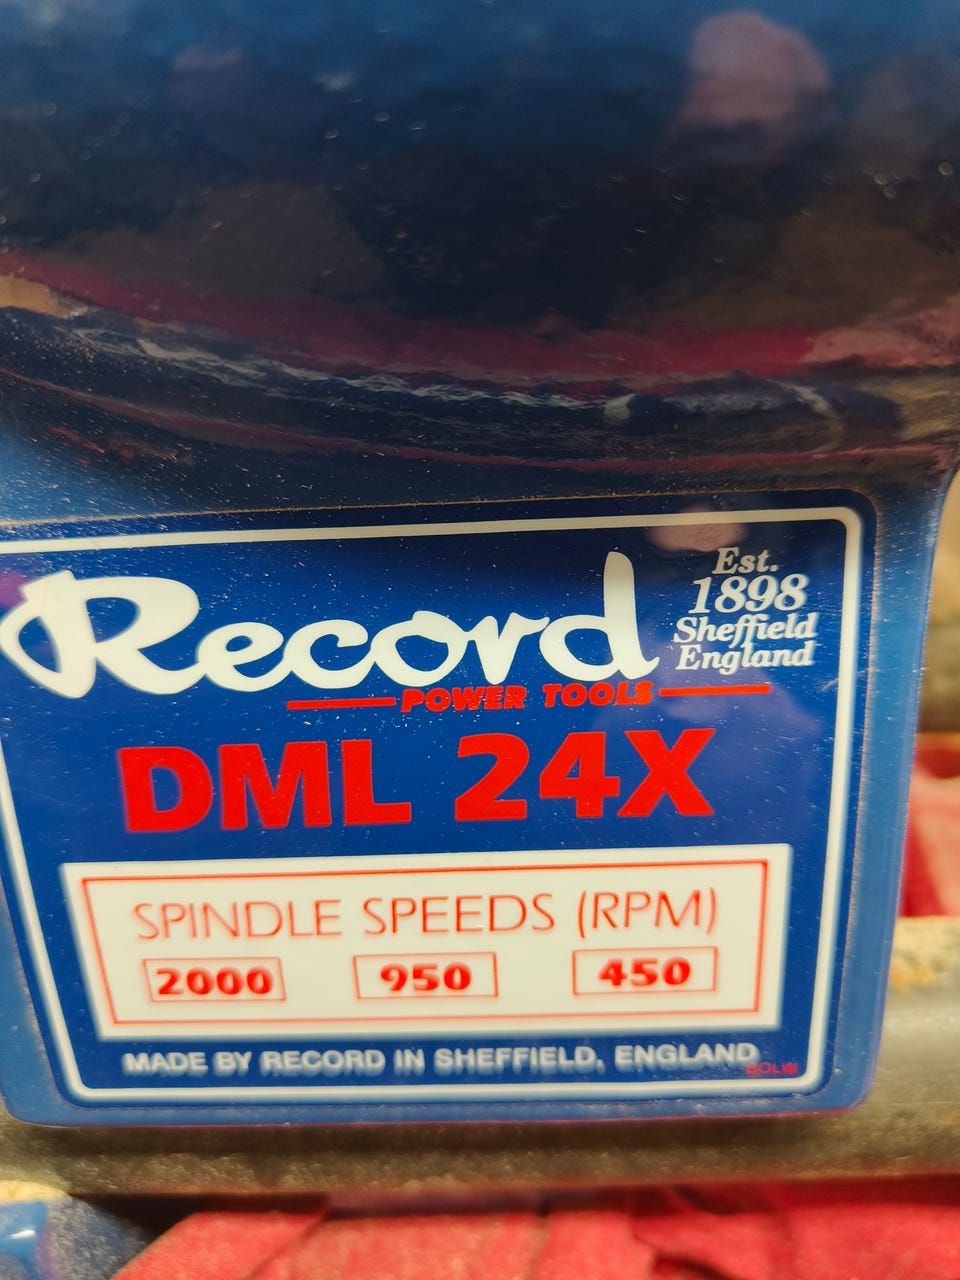 Record
POWER TOOLS
Est.
1898
Sheffield
England
DML 24X
SPINDLE SPEEDS (RPM)
2000 950 450
MADE BY RECORD IN SHEFFIELD, ENGLAND